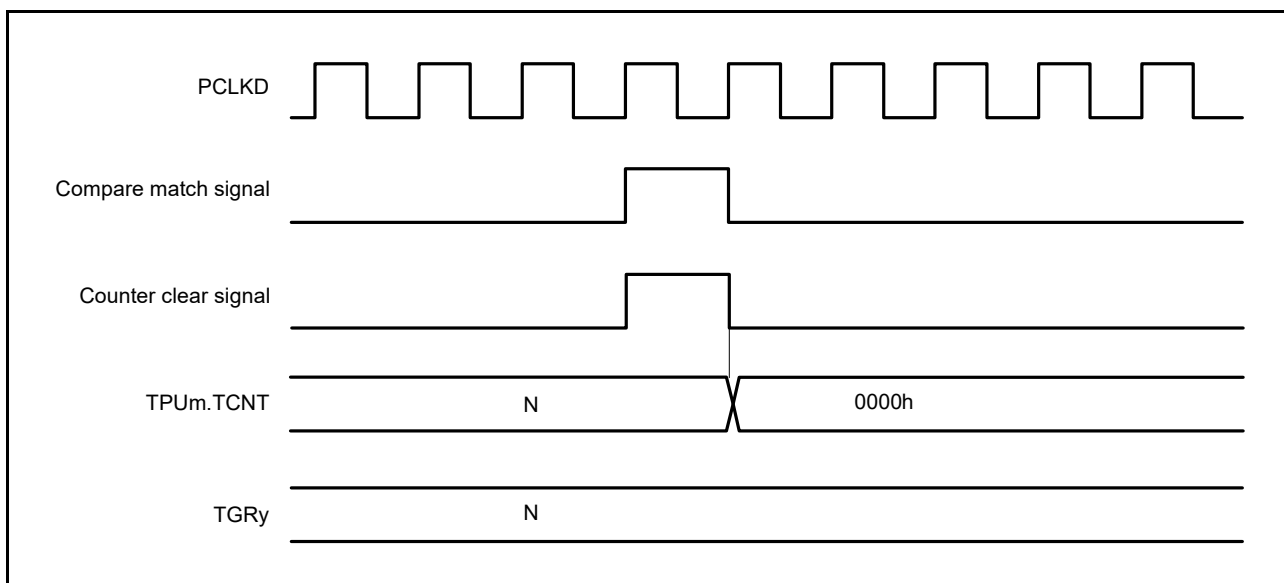 PCLKD
Compare match signal
Counter clear signal
TPUm.TCNT N 0000h
TGRy N